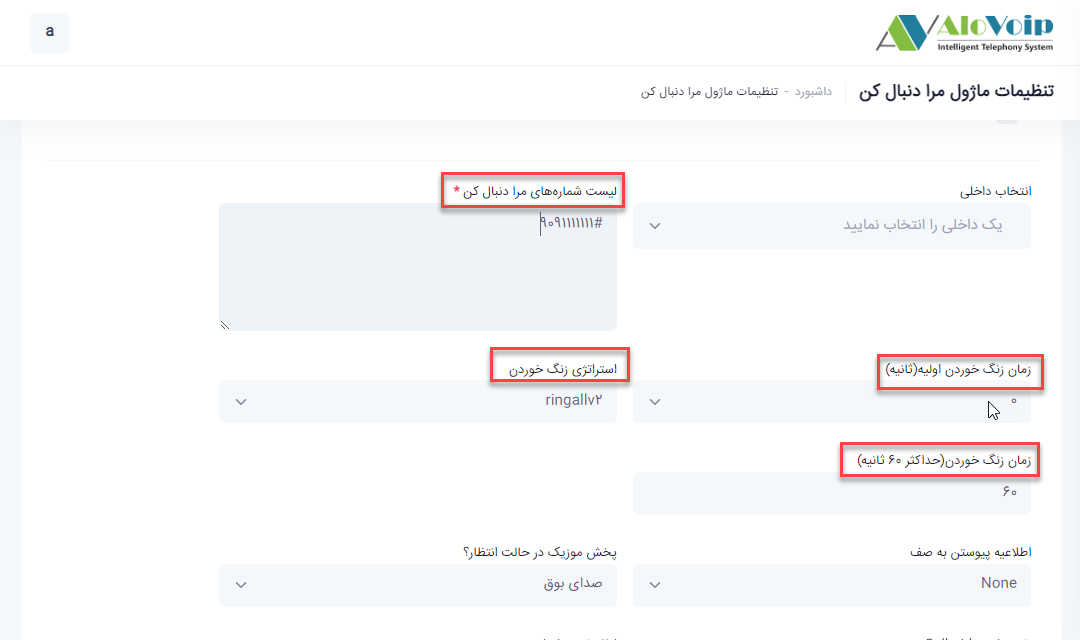 a
AloVoip
Intelligent Telephony System
تنظیمات ماژول مرا دنبال کن
داشبورد - تنظیمات ماژول مرا دنبال کن
انتخاب داخلی
یک داخلی را انتخاب نمایید
لیست شماره‌های مرا دنبال کن *
۹۰۹۱۱۱۱۱۱۱#
زمان زنگ خوردن اولیه(ثانیه)
۰
استراتژی زنگ خوردن
ringallv۲
زمان زنگ خوردن(حداکثر ۶۰ ثانیه)
۶۰
اطلاعیه پیوستن به صف
None
پخش موزیک در حالت انتظار؟
صدای بوق